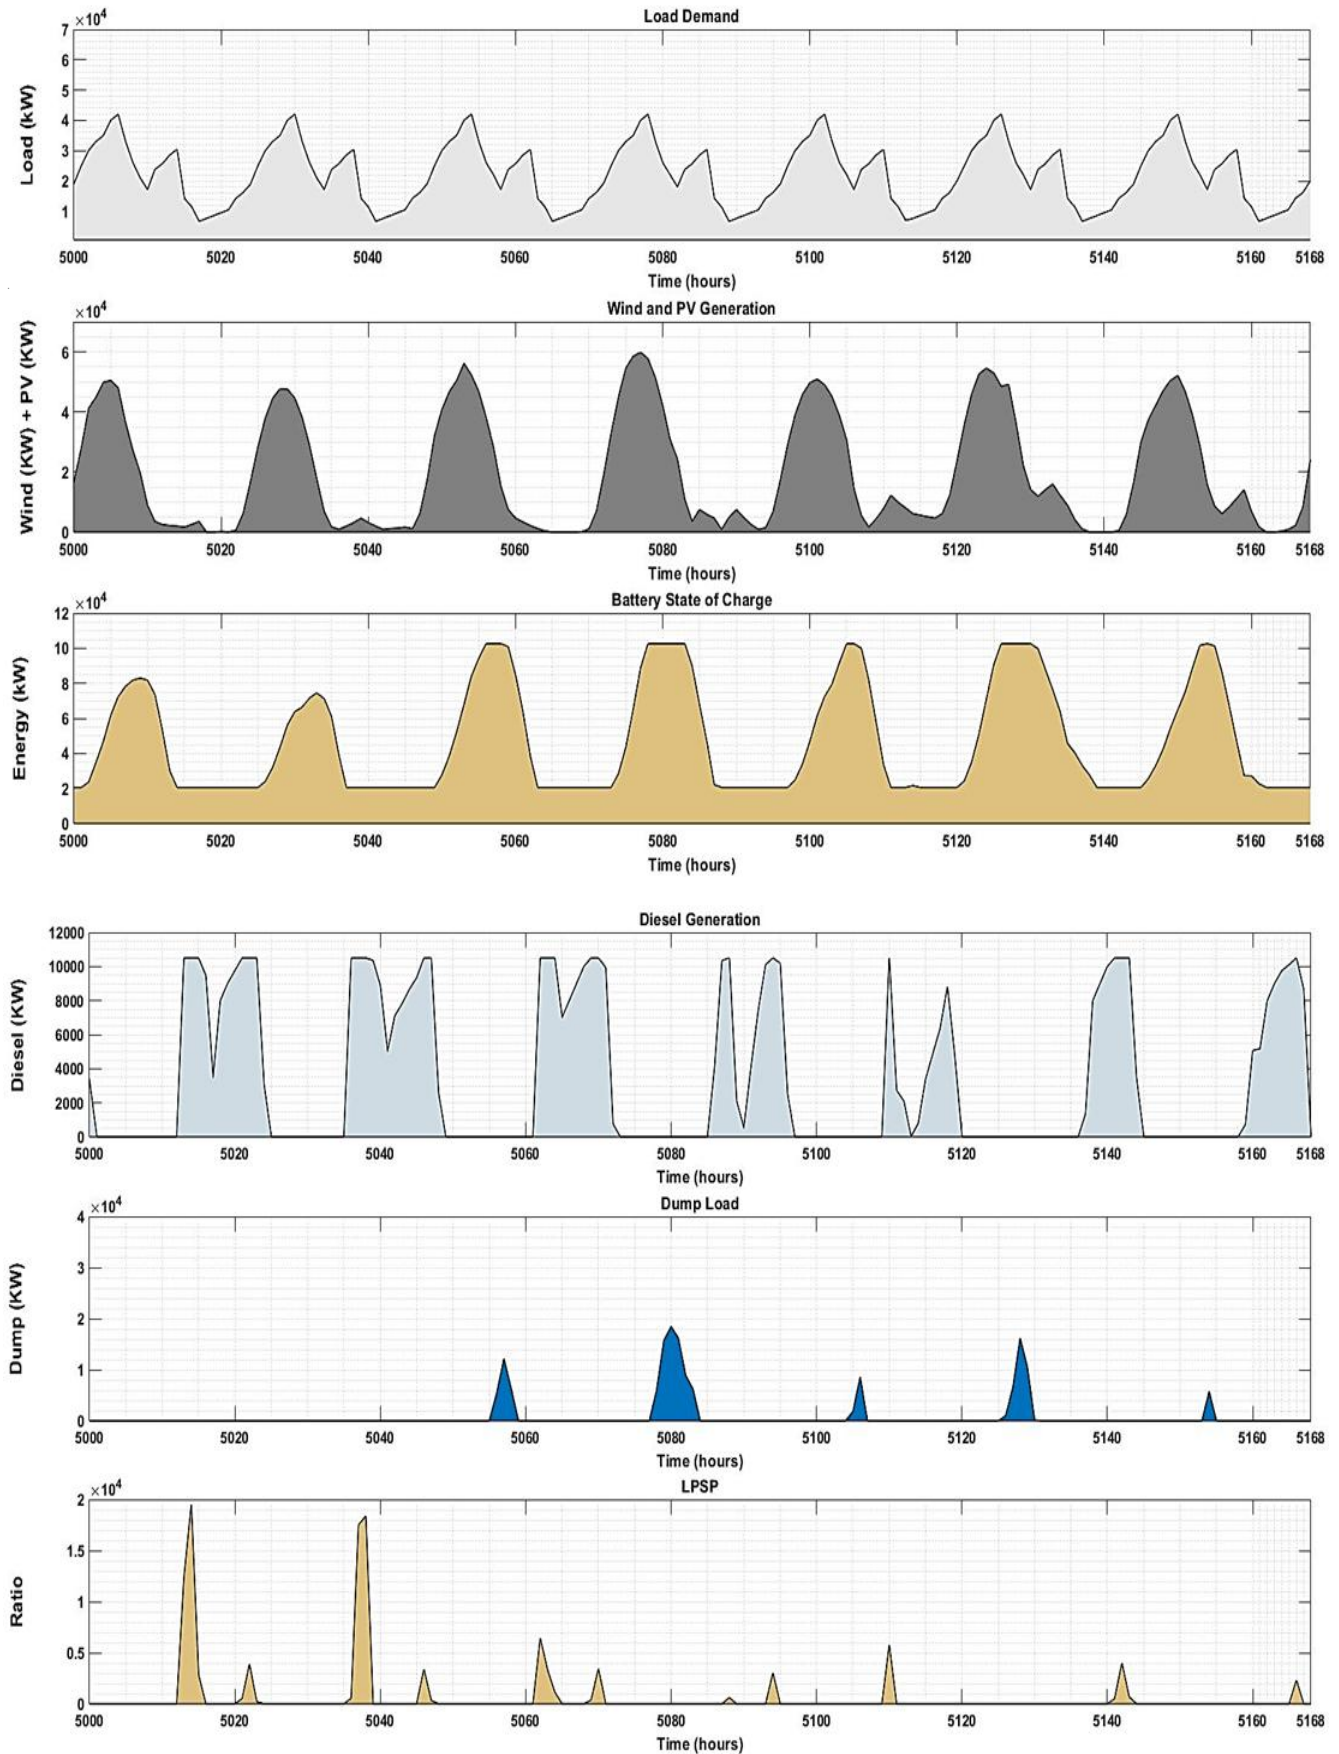 Load Demand
×10⁴
Load (kW)
7
6
5
4
3
2
1
5000 5020 5040 5060 5080 5100 5120 5140 5160 5168
Time (hours)
Wind and PV Generation
×10⁴
Wind (KW) + PV (KW)
6
4
2
0
5000 5020 5040 5060 5080 5100 5120 5140 5160 5168
Time (hours)
Battery State of Charge
×10⁴
Energy (kW)
12
10
8
6
4
2
0
5000 5020 5040 5060 5080 5100 5120 5140 5160 5168
Time (hours)
Diesel Generation
Diesel (KW)
12000
10000
8000
6000
4000
2000
0
5000 5020 5040 5060 5080 5100 5120 5140 5160 5168
Time (hours)
Dump Load
×10⁴
Dump (KW)
4
3
2
1
0
5000 5020 5040 5060 5080 5100 5120 5140 5160 5168
Time (hours)
LPSP
×10⁴
Ratio
2
1.5
1
0.5
0
5000 5020 5040 5060 5080 5100 5120 5140 5160 5168
Time (hours)